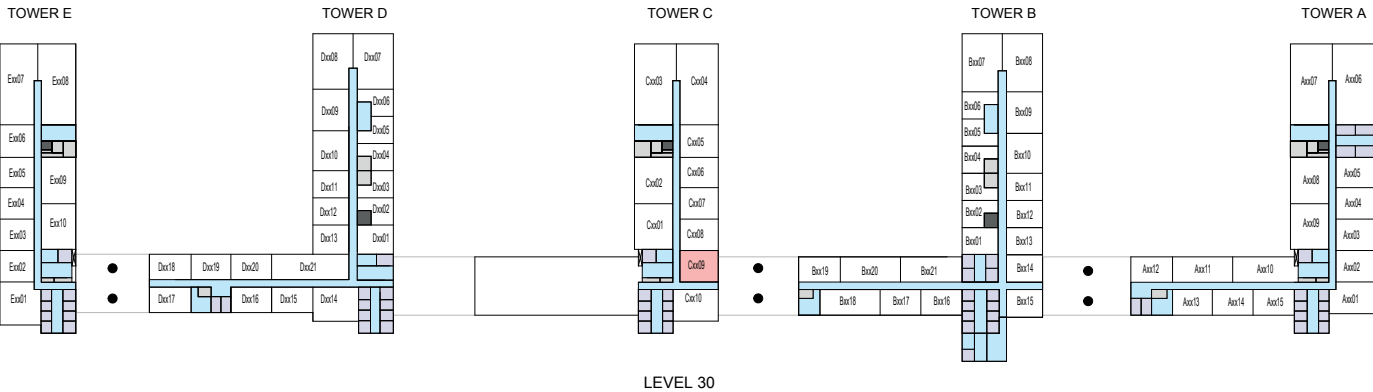 TOWER E
TOWER D
TOWER C
TOWER B
TOWER A
Exx07
Exx08
Exx06
Exx05
Exx09
Exx04
Exx03
Exx10
Exx02
Exx01
Dxx08
Dxx07
Dxx09
Dxx06
Dxx05
Dxx10
Dxx04
Dxx11
Dxx03
Dxx12
Dxx02
Dxx13
Dxx01
Dxx18
Dxx19
Dxx20
Dxx21
Dxx17
Dxx16
Dxx15
Dxx14
Cxx03
Cxx04
Cxx05
Cxx02
Cxx06
Cxx07
Cxx01
Cxx08
Cxx09
Cxx10
Bxx07
Bxx08
Bxx06
Bxx09
Bxx05
Bxx04
Bxx10
Bxx03
Bxx11
Bxx02
Bxx12
Bxx01
Bxx13
Bxx19
Bxx20
Bxx21
Bxx14
Bxx18
Bxx17
Bxx16
Bxx15
Axx07
Axx06
Axx08
Axx05
Axx04
Axx09
Axx03
Axx12
Axx11
Axx10
Axx02
Axx13
Axx14
Axx15
Axx01
LEVEL 30